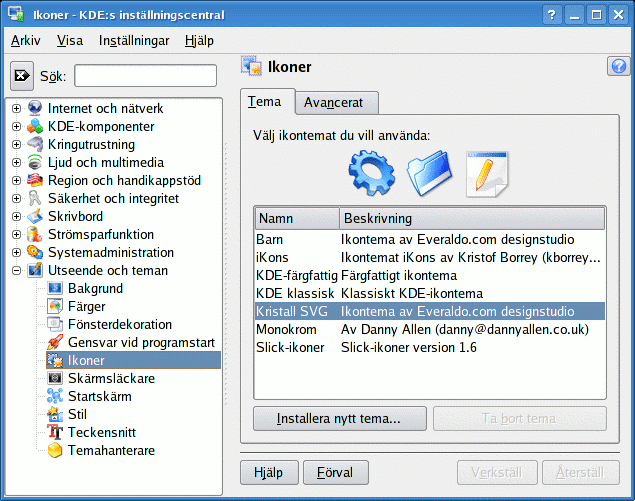 Ikoner - KDE:s inställningscentral
Arkiv Visa Inställningar Hjälp
Sök:
Internet och nätverk
KDE-komponenter
Kringutrustning
Ljud och multimedia
Region och handikappstöd
Säkerhet och integritet
Skrivbord
Strömsparfunktion
Systemadministration
Utseende och teman
Bakgrund
Färger
Fönsterdekoration
Gensvar vid programstart
Ikoner
Skärmsläckare
Startskärm
Stil
Teckensnitt
Temahanterare
Ikoner
Tema Avancerat
Välj ikontemat du vill använda:
Namn Beskrivning
Barn Ikontema av Everaldo.com designstudio
iKons Ikontemat iKons av Kristof Borrey (kborrey...
KDE-färgfattig Färgfattigt ikontema
KDE klassisk Klassiskt KDE-ikontema
Kristall SVG Ikontema av Everaldo.com designstudio
Monokrom Av Danny Allen (danny@dannyallen.co.uk)
Slick-ikoner Slick-ikoner version 1.6
Installera nytt tema... Ta bort tema
Hjälp Förval Verkställ Återställ